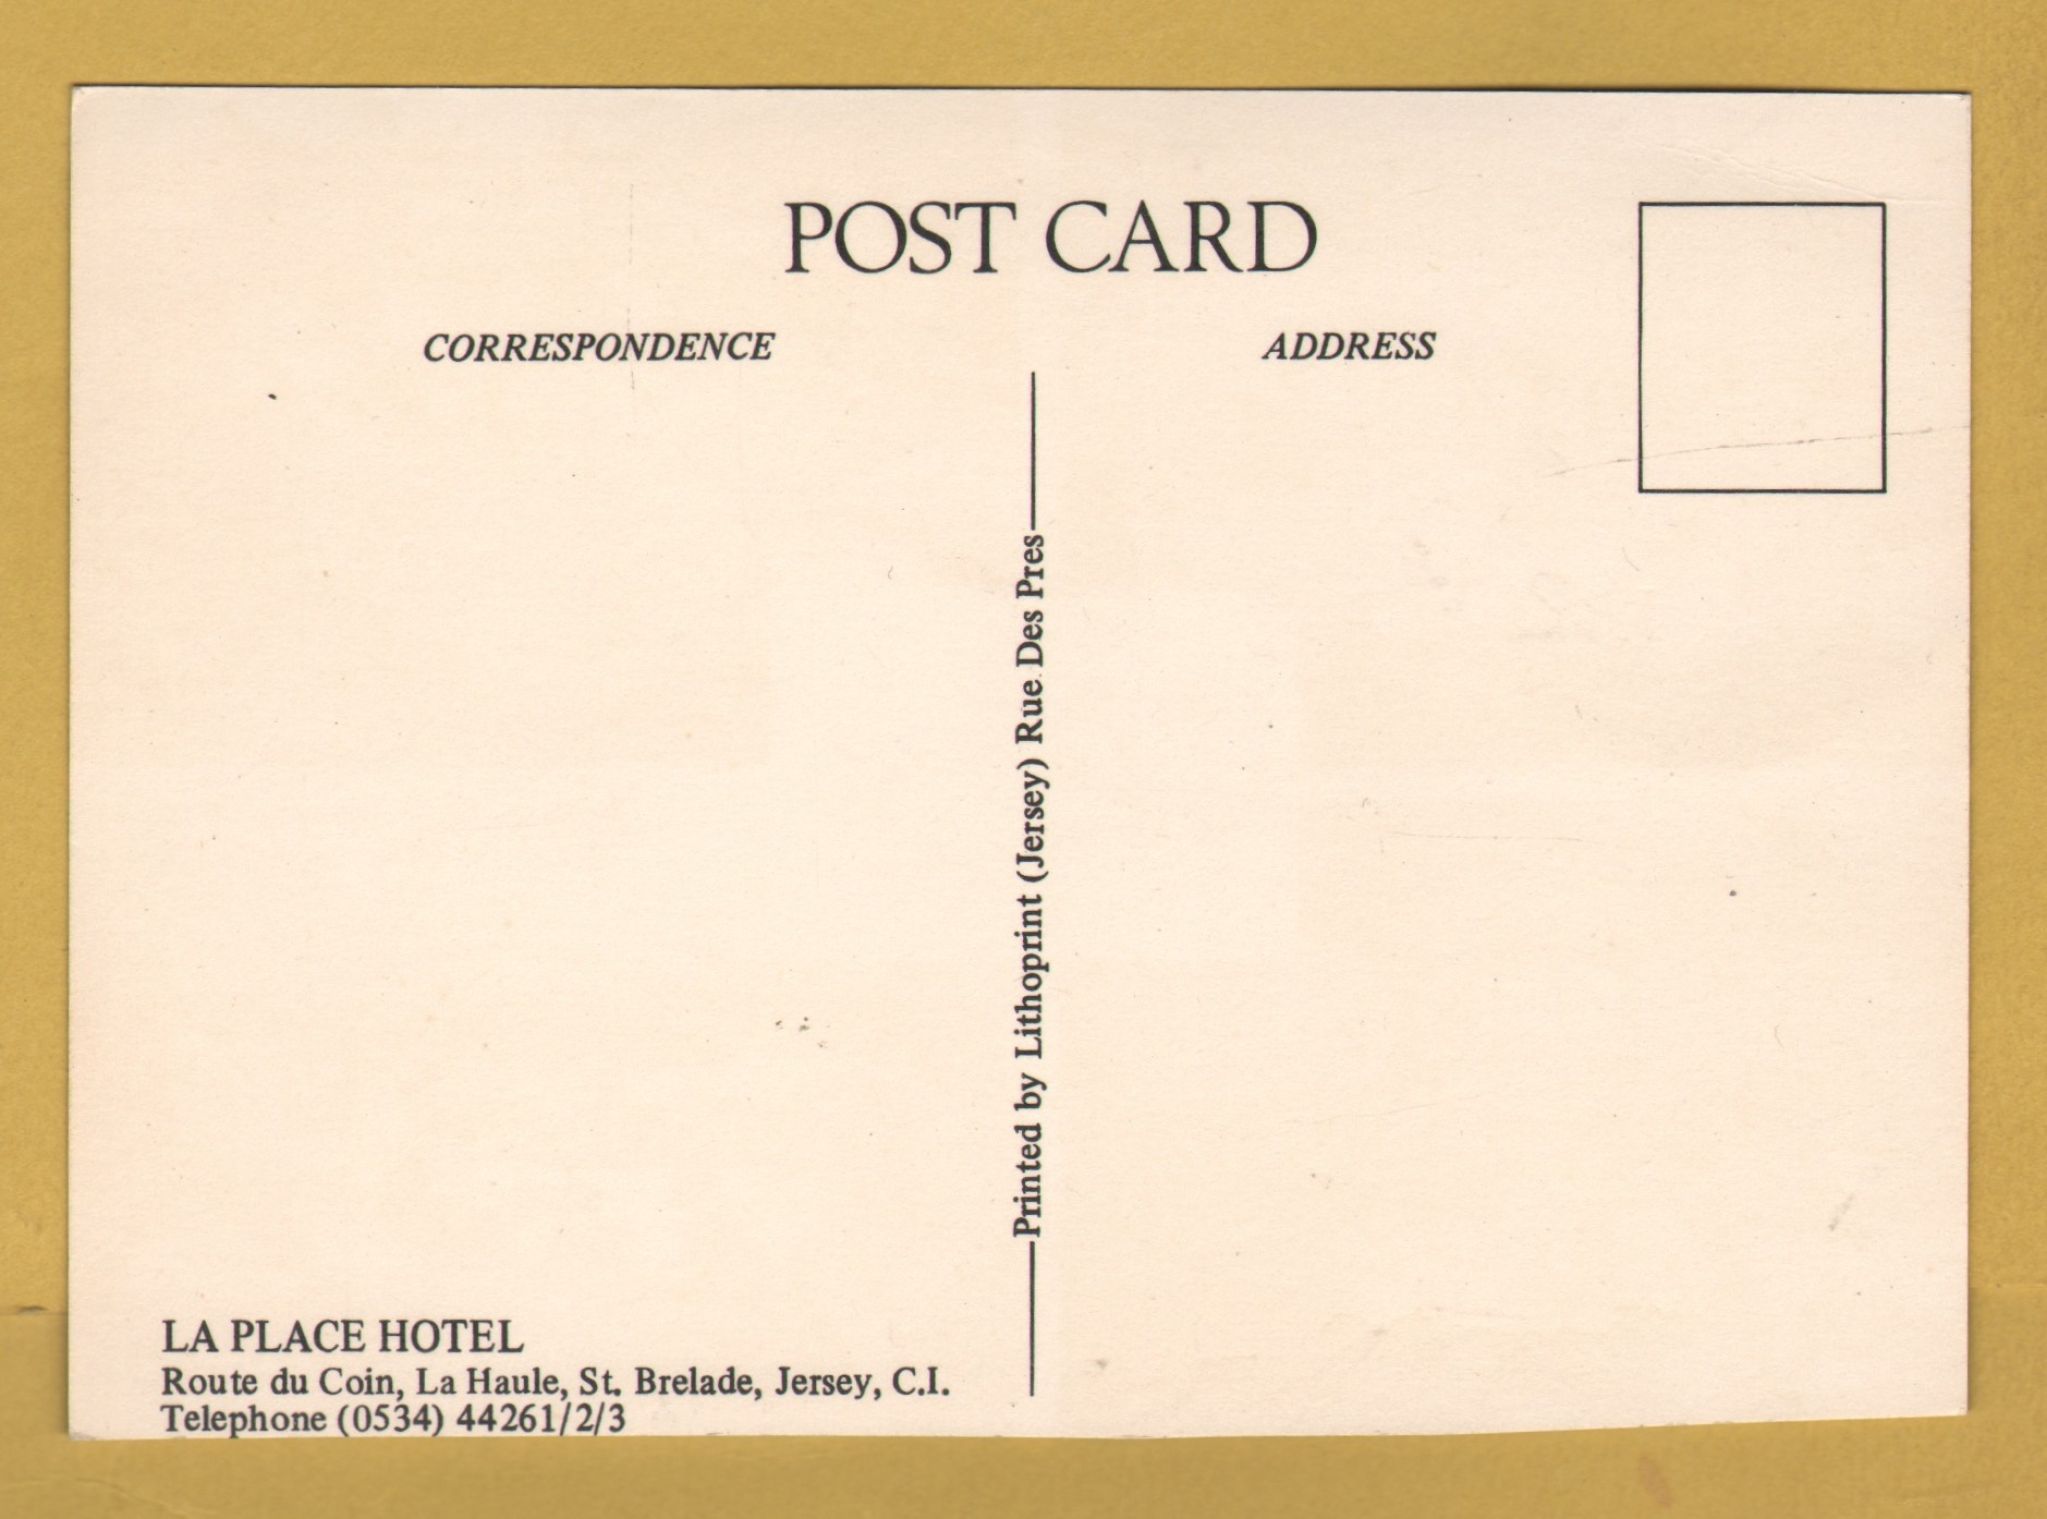 POST CARD
CORRESPONDENCE
ADDRESS
Printed by Lithoprint (Jersey) Rue Des Pres
LA PLACE HOTEL
Route du Coin, La Haule, St. Brelade, Jersey, C.I.
Telephone (0534) 44261/2/3